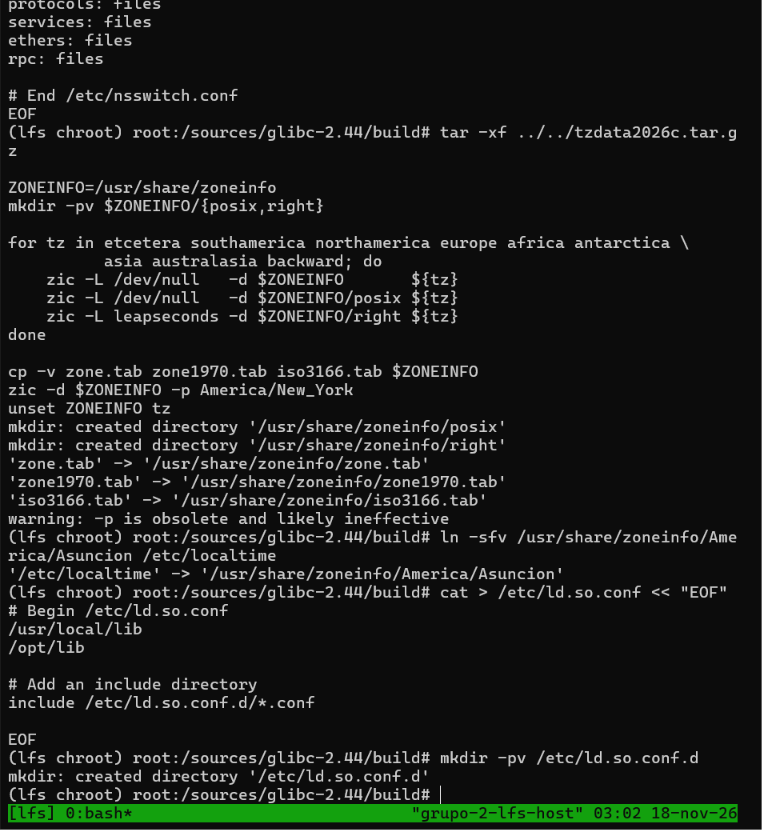 protocols: files
services: files
ethers: files
rpc: files

# End /etc/nsswitch.conf
EOF
(lfs chroot) root:/sources/glibc-2.44/build# tar -xf ../../tzdata2026c.tar.g
z

ZONEINFO=/usr/share/zoneinfo
mkdir -pv $ZONEINFO/{posix,right}

for tz in etcetera southamerica northamerica europe africa antarctica \
          asia australasia backward; do
    zic -L /dev/null   -d $ZONEINFO       ${tz}
    zic -L /dev/null   -d $ZONEINFO/posix ${tz}
    zic -L leapseconds -d $ZONEINFO/right ${tz}
done

cp -v zone.tab zone1970.tab iso3166.tab $ZONEINFO
zic -d $ZONEINFO -p America/New_York
unset ZONEINFO tz
mkdir: created directory '/usr/share/zoneinfo/posix'
mkdir: created directory '/usr/share/zoneinfo/right'
'zone.tab' -> '/usr/share/zoneinfo/zone.tab'
'zone1970.tab' -> '/usr/share/zoneinfo/zone1970.tab'
'iso3166.tab' -> '/usr/share/zoneinfo/iso3166.tab'
warning: -p is obsolete and likely ineffective
(lfs chroot) root:/sources/glibc-2.44/build# ln -sfv /usr/share/zoneinfo/Ame
rica/Asuncion /etc/localtime
'/etc/localtime' -> '/usr/share/zoneinfo/America/Asuncion'
(lfs chroot) root:/sources/glibc-2.44/build# cat > /etc/ld.so.conf << "EOF"
# Begin /etc/ld.so.conf
/usr/local/lib
/opt/lib

# Add an include directory
include /etc/ld.so.conf.d/*.conf

EOF
(lfs chroot) root:/sources/glibc-2.44/build# mkdir -pv /etc/ld.so.conf.d
mkdir: created directory '/etc/ld.so.conf.d'
(lfs chroot) root:/sources/glibc-2.44/build#
[lfs] 0:bash* "grupo-2-lfs-host" 03:02 18-nov-26